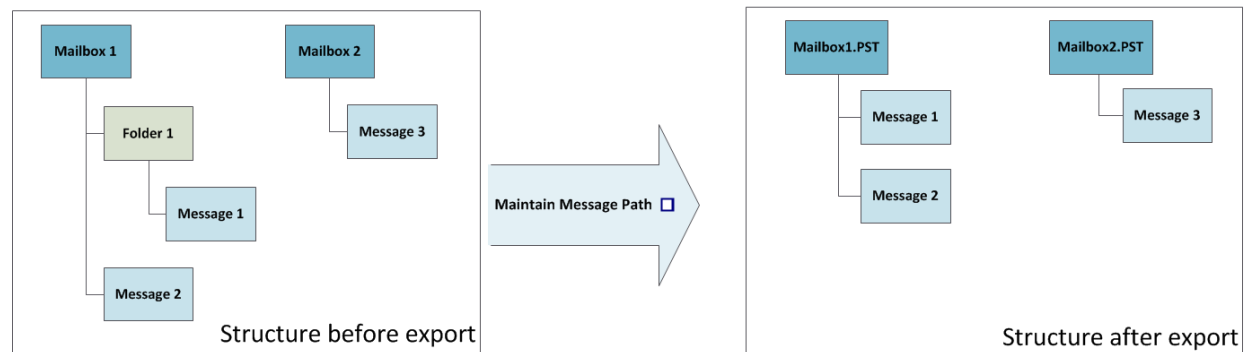 Mailbox 1
Mailbox 2
Folder 1
Message 3
Message 1
Message 2
Structure before export
Maintain Message Path
Mailbox1.PST
Mailbox2.PST
Message 1
Message 3
Message 2
Structure after export